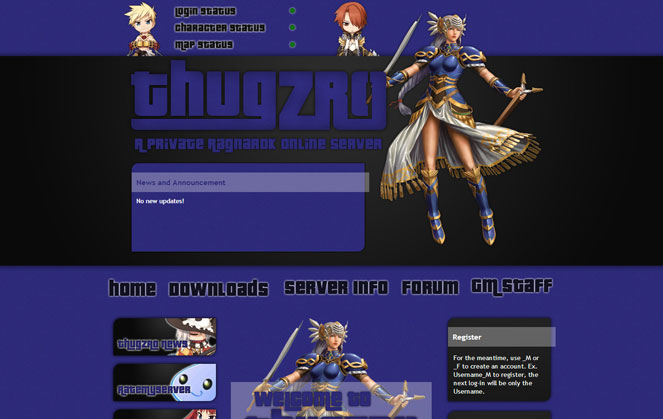 Login Status
Character Status
Map Status
ThugzRO
A Private Ragnarok Online Server
News and Announcement
No new updates!
Home Downloads Server Info Forum GM Staff
ThugzRO News
RateMyServer
Register
For the meantime, use _M or
_F to create an account. Ex.
Username_M to register, the
next log-in will be only the
Username.
Welcome to